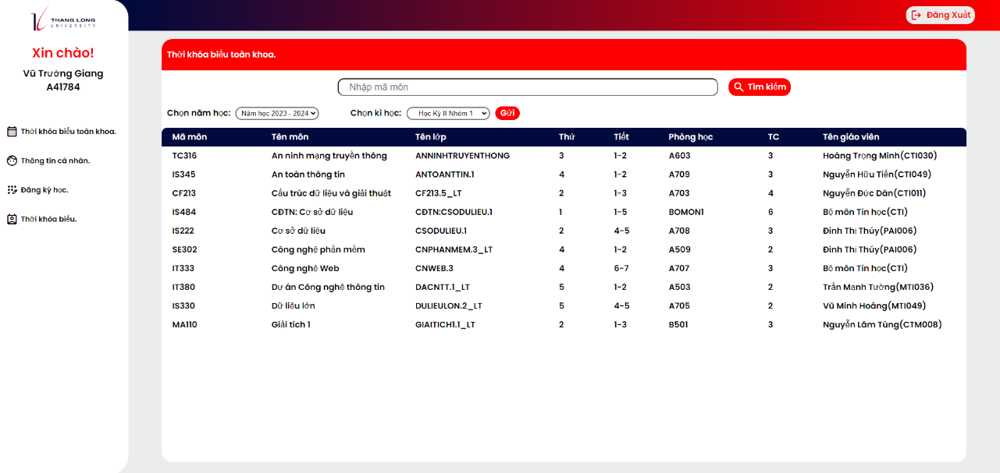 THANG LONG
UNIVERSITY
Đăng Xuất
Xin chào!
Vũ Trường Giang
A41784
Thời khóa biểu toàn khoa.
Thông tin cá nhân.
Đăng ký học.
Thời khóa biểu.
Thời khóa biểu toàn khoa.
Nhập mã môn Tìm kiếm
Chọn năm học: Năm học 2023 - 2024 Chọn kì học: Học Kỳ II Nhóm 1 Gửi
Mã môn Tên môn Tên lớp Thứ Tiết Phòng học TC Tên giáo viên
TC316 An ninh mạng truyền thông ANNINHTRUYENTHONG 3 1-2 A603 3 Hoàng Trọng Minh(CTI030)
IS345 An toàn thông tin ANTOANTTIN.1 4 1-2 A709 3 Nguyễn Hữu Tiến(CTI049)
CF213 Cấu trúc dữ liệu và giải thuật CF213.5_LT 2 1-3 A703 4 Nguyễn Đức Dân(CTI011)
IS484 CĐTN: Cơ sở dữ liệu CĐTN:CSODULIEU.1 1 1-5 BOMON1 6 Bộ môn Tin học(CTI)
IS222 Cơ sở dữ liệu CSODULIEU.1 2 4-5 A708 3 Đinh Thị Thúy(PAI006)
SE302 Công nghệ phần mềm CNPHANMEM.3_LT 4 1-2 A509 2 Đinh Thị Thúy(PAI006)
IT333 Công nghệ Web CNWEB.3 4 6-7 A707 3 Bộ môn Tin học(CTI)
IT380 Dự án Công nghệ thông tin DACNTT.1_LT 5 1-2 A503 2 Trần Mạnh Tường(MTI036)
IS330 Dữ liệu lớn DULIEULON.2_LT 5 4-5 A705 2 Vũ Minh Hoàng(MTI049)
MA110 Giải tích 1 GIAITICH1.1_LT 2 1-3 B501 3 Nguyễn Lâm Tùng(CTM008)